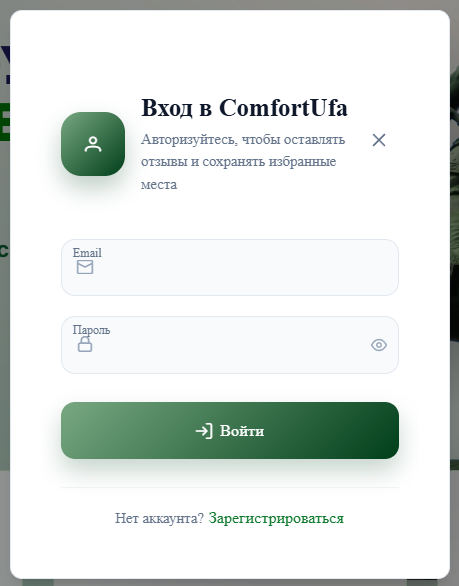 Вход в ComfortUfa
Авторизуйтесь, чтобы оставлять
отзывы и сохранять избранные
места
Email
Пароль
Войти
Нет аккаунта? Зарегистрироваться